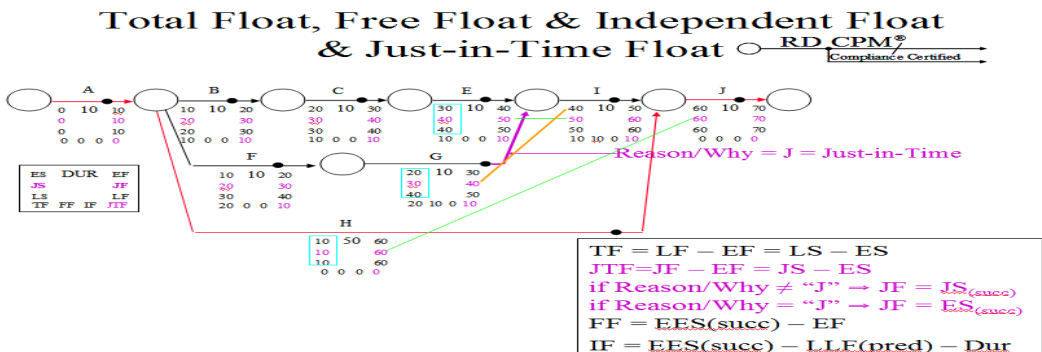 Total Float, Free Float & Independent Float
& Just-in-Time Float
RD CPM®
Compliance Certified
A
B
C
E
I
J
0 10 10
0 10
0 10
0 0 0 0
10 10 20
20 30
20 30
10 0 0 10
20 10 30
30 40
30 40
10 0 0 10
30 10 40
40 50
40 50
10 0 0 10
40 10 50
50 60
50 60
10 10 0 10
60 10 70
60 70
60 70
0 0 0 0
F
G
Reason/Why = J = Just-in-Time
10 10 20
20 30
30 40
20 0 0 10
20 10 30
30 40
40 50
20 10 0 10
ES DUR EF
JS JF
LS LF
TF FF IF JTF
H
10 50 60
10 60
10 60
0 0 0 0
TF = LF – EF = LS – ES
JTF=JF – EF = JS – ES
if Reason/Why ≠ “J” ⇒ JF = JS(succ)
if Reason/Why = “J” ⇒ JF = ES(succ)
FF = EES(succ) – EF
IF = EES(succ) – LLF(pred) – Dur